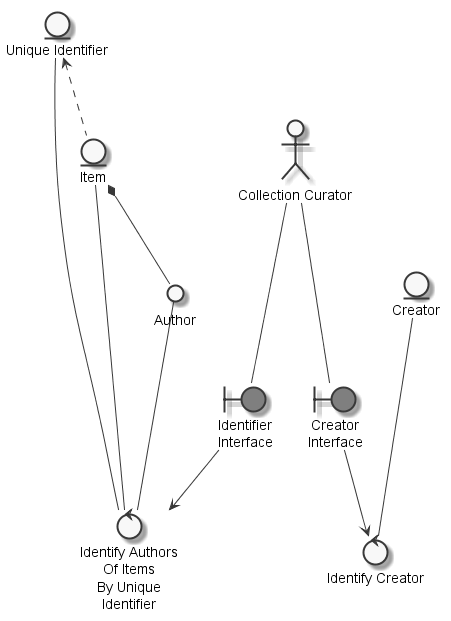 Unique Identifier
Item
Collection Curator
Author
Creator
Identifier
Interface
Creator
Interface
Identify Authors
Of Items
By Unique
Identifier
Identify Creator